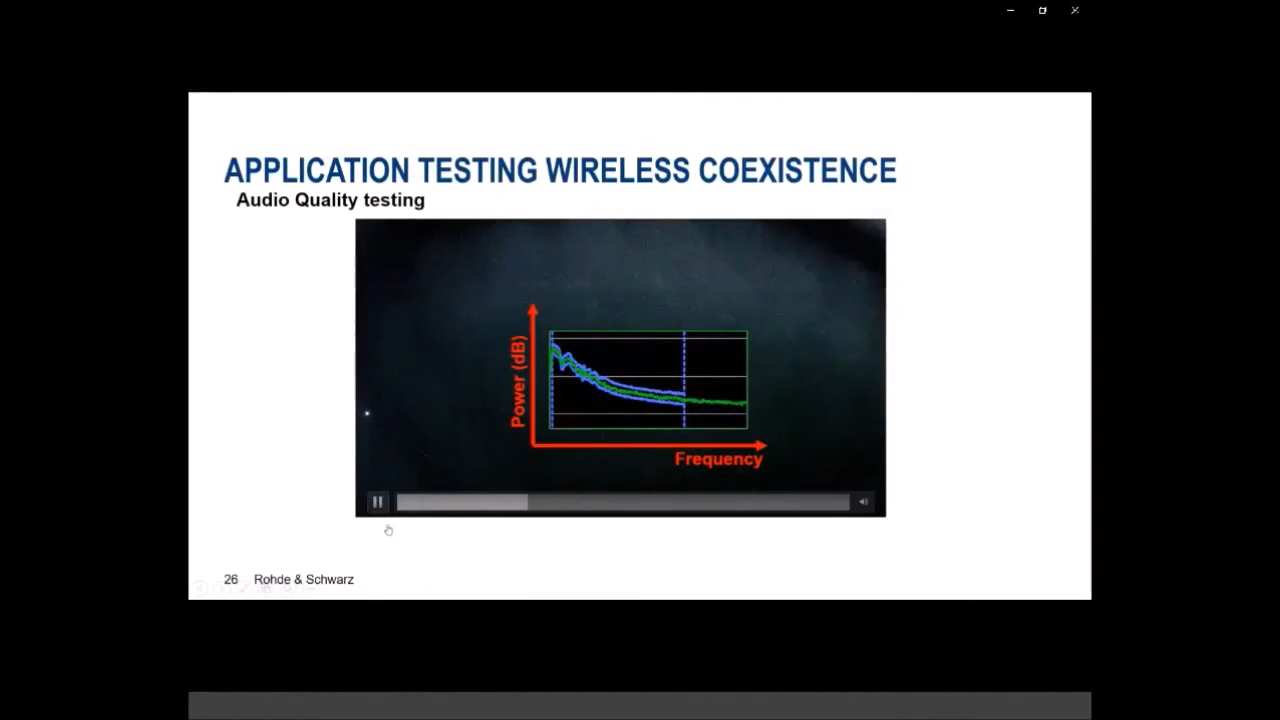 APPLICATION TESTING WIRELESS COEXISTENCE
Audio Quality testing
Power (dB)
Frequency
26 Rohde & Schwarz